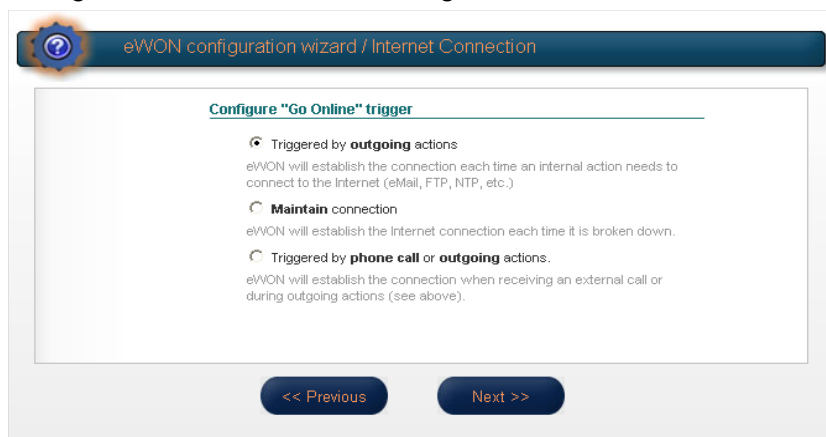 eWON configuration wizard / Internet Connection
Configure "Go Online" trigger
Triggered by outgoing actions
eWON will establish the connection each time an internal action needs to
connect to the Internet (eMail, FTP, NTP, etc.)
Maintain connection
eWON will establish the Internet connection each time it is broken down.
Triggered by phone call or outgoing actions.
eWON will establish the connection when receiving an external call or
during outgoing actions (see above).
<< Previous
Next >>